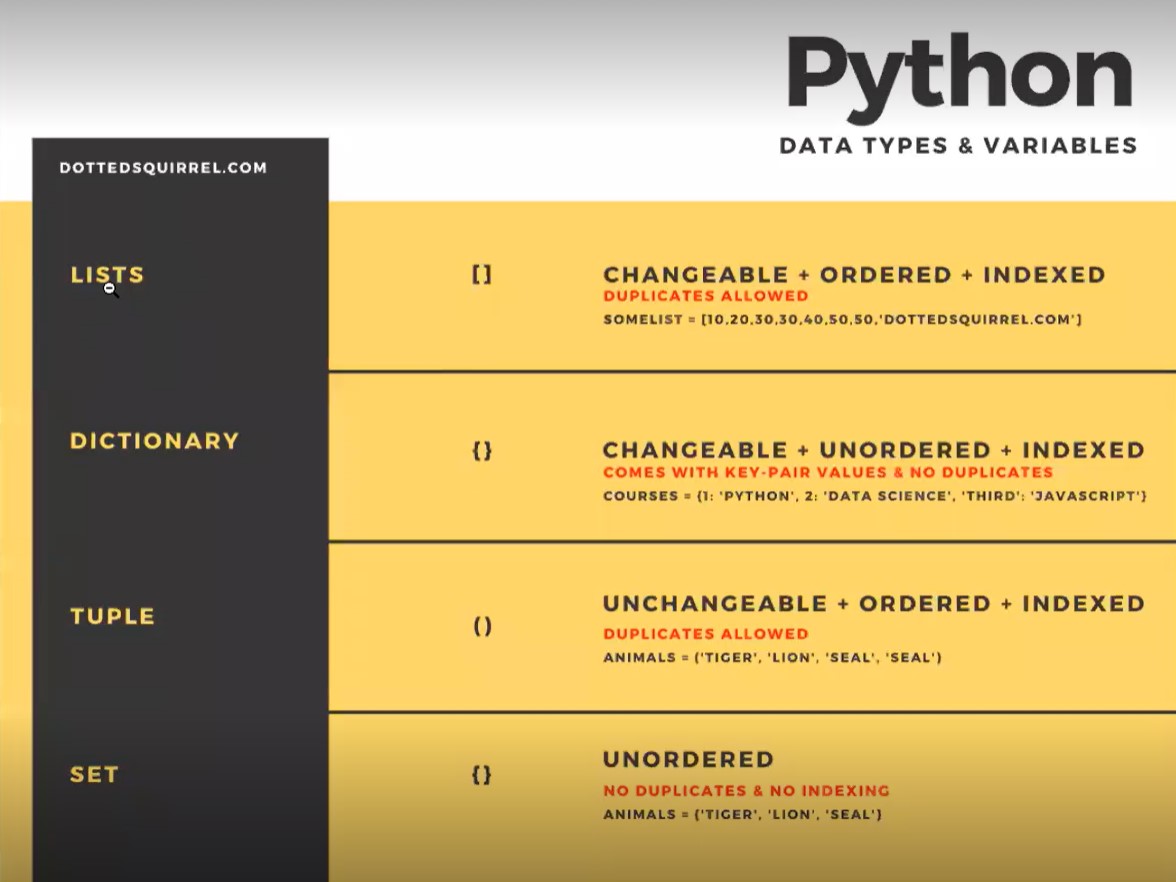 Python
DATA TYPES & VARIABLES
DOTTEDSQUIRREL.COM
LISTS
[]
CHANGEABLE + ORDERED + INDEXED
DUPLICATES ALLOWED
SOMELIST = [10,20,30,30,40,50,50,'DOTTEDSQUIRREL.COM']
DICTIONARY
{}
CHANGEABLE + UNORDERED + INDEXED
COMES WITH KEY-PAIR VALUES & NO DUPLICATES
COURSES = {1: 'PYTHON', 2: 'DATA SCIENCE', 'THIRD': 'JAVASCRIPT'}
TUPLE
()
UNCHANGEABLE + ORDERED + INDEXED
DUPLICATES ALLOWED
ANIMALS = ('TIGER', 'LION', 'SEAL', 'SEAL')
SET
{}
UNORDERED
NO DUPLICATES & NO INDEXING
ANIMALS = {'TIGER', 'LION', 'SEAL'}